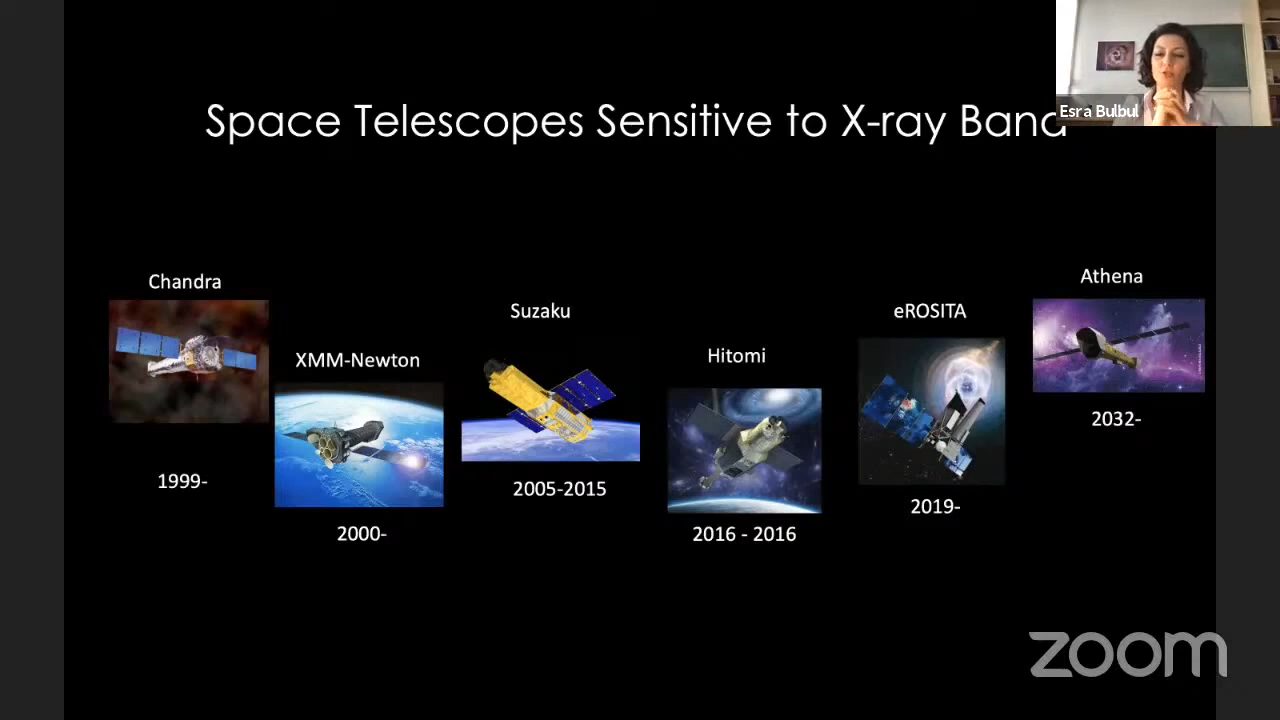 Space Telescopes Sensitive to X-ray Band
Esra Bulbul
Chandra
1999-
XMM-Newton
2000-
Suzaku
2005-2015
Hitomi
2016 - 2016
eROSITA
2019-
Athena
2032-
zoom